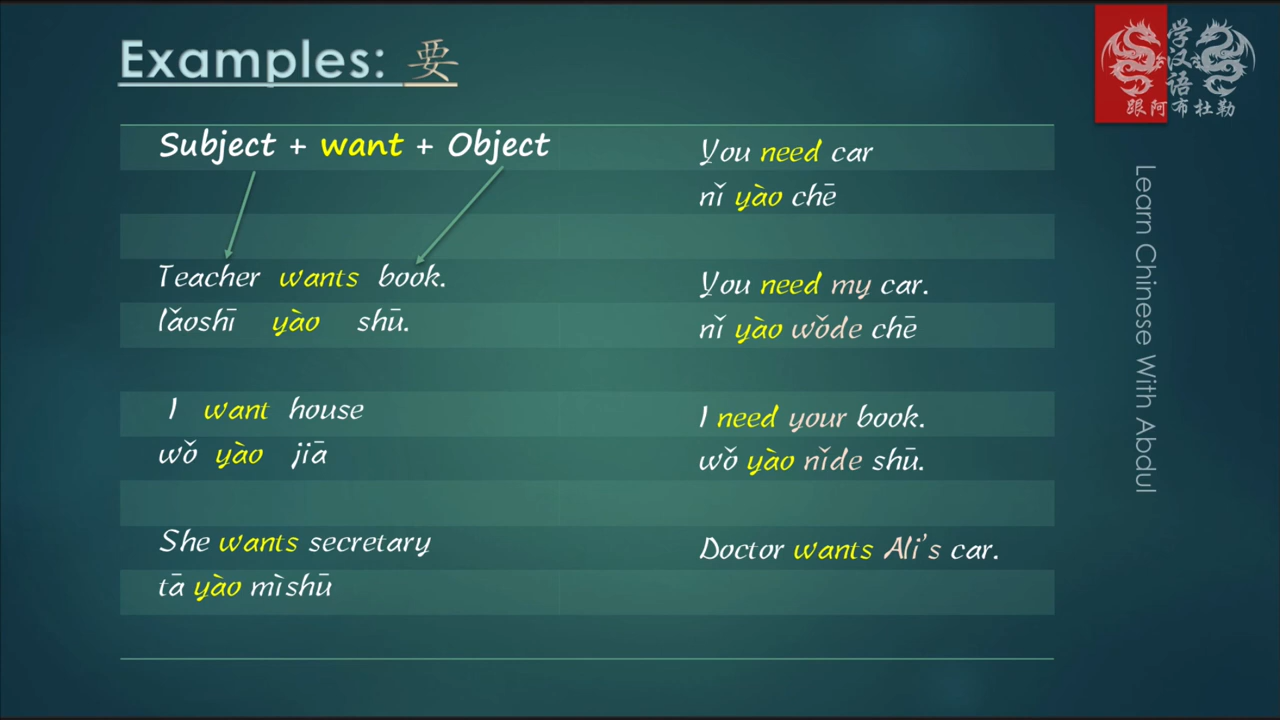 Examples: 要
Subject + want + Object
Teacher wants book.
lǎoshī yào shū.
I want house
wǒ yào jiā
She wants secretary
tā yào mìshū
You need car
nǐ yào chē
You need my car.
nǐ yào wǒde chē
I need your book.
wǒ yào nǐde shū.
Doctor wants Ali's car.
学汉语
跟阿布杜勒
Learn Chinese With Abdul